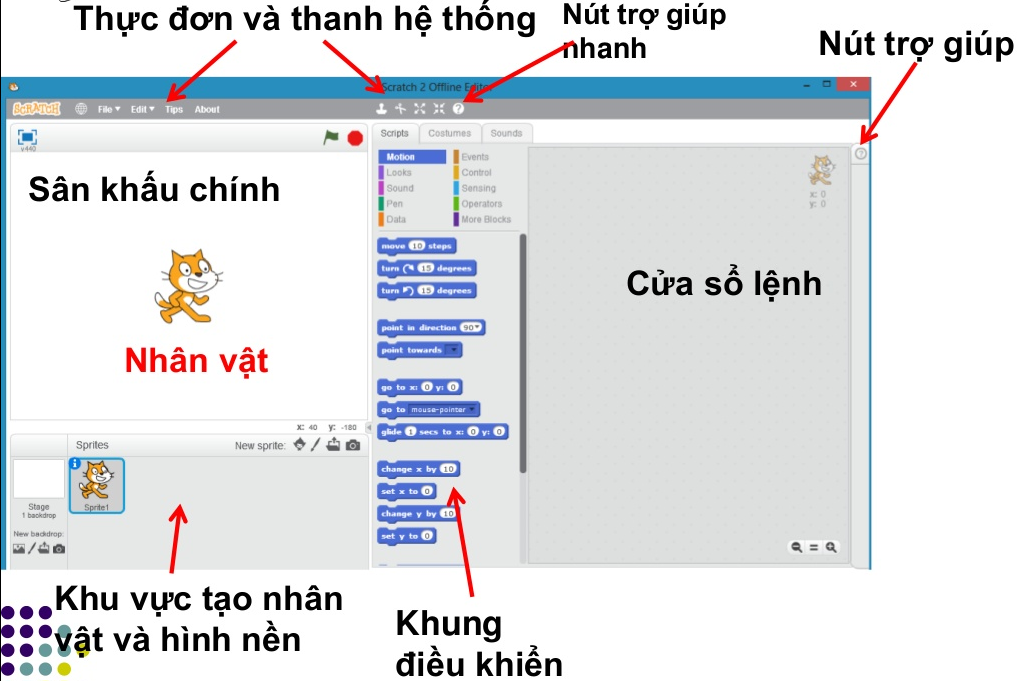 Thực đơn và thanh hệ thống
Nút trợ giúp
nhanh
Nút trợ giúp
Scratch 2 Offline Editor
SCRATCH File Edit Tips About
v440
Scripts Costumes Sounds
Motion Events
Looks Control
Sound Sensing
Pen Operators
Data More Blocks
x: 0
y: 0
Sân khấu chính
Nhân vật
Cửa sổ lệnh
move 10 steps
turn 15 degrees
turn 15 degrees
point in direction 90
point towards
go to x: 0 y: 0
go to mouse-pointer
glide 1 secs to x: 0 y: 0
change x by 10
set x to 0
change y by 10
set y to 0
X: 40 y: -180
Sprites New sprite:
Sprite1
Stage
1 backdrop
New backdrop:
Khu vực tạo nhân
vật và hình nền
Khung
điều khiển